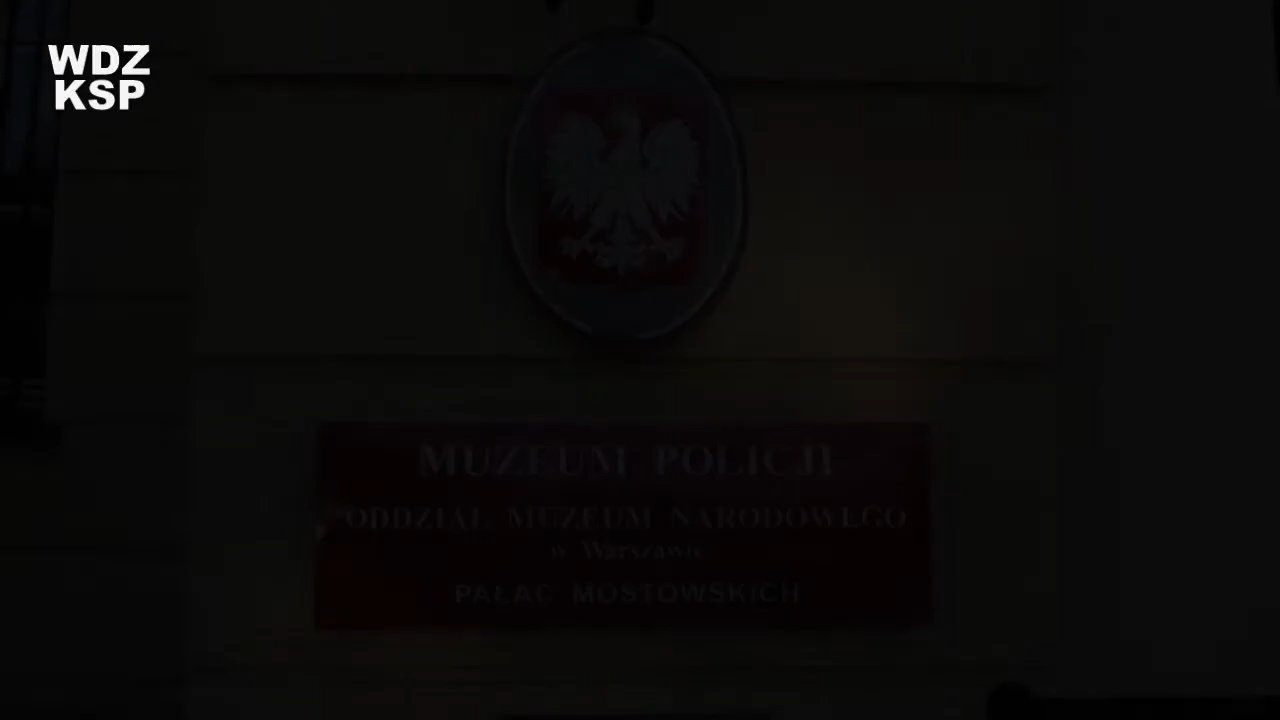 WDZ
KSP
MUZEUM POLICJI
ODDZIAŁ MUZEUM NARODOWEGO
w Warszawie
PAŁAC MOSTOWSKICH